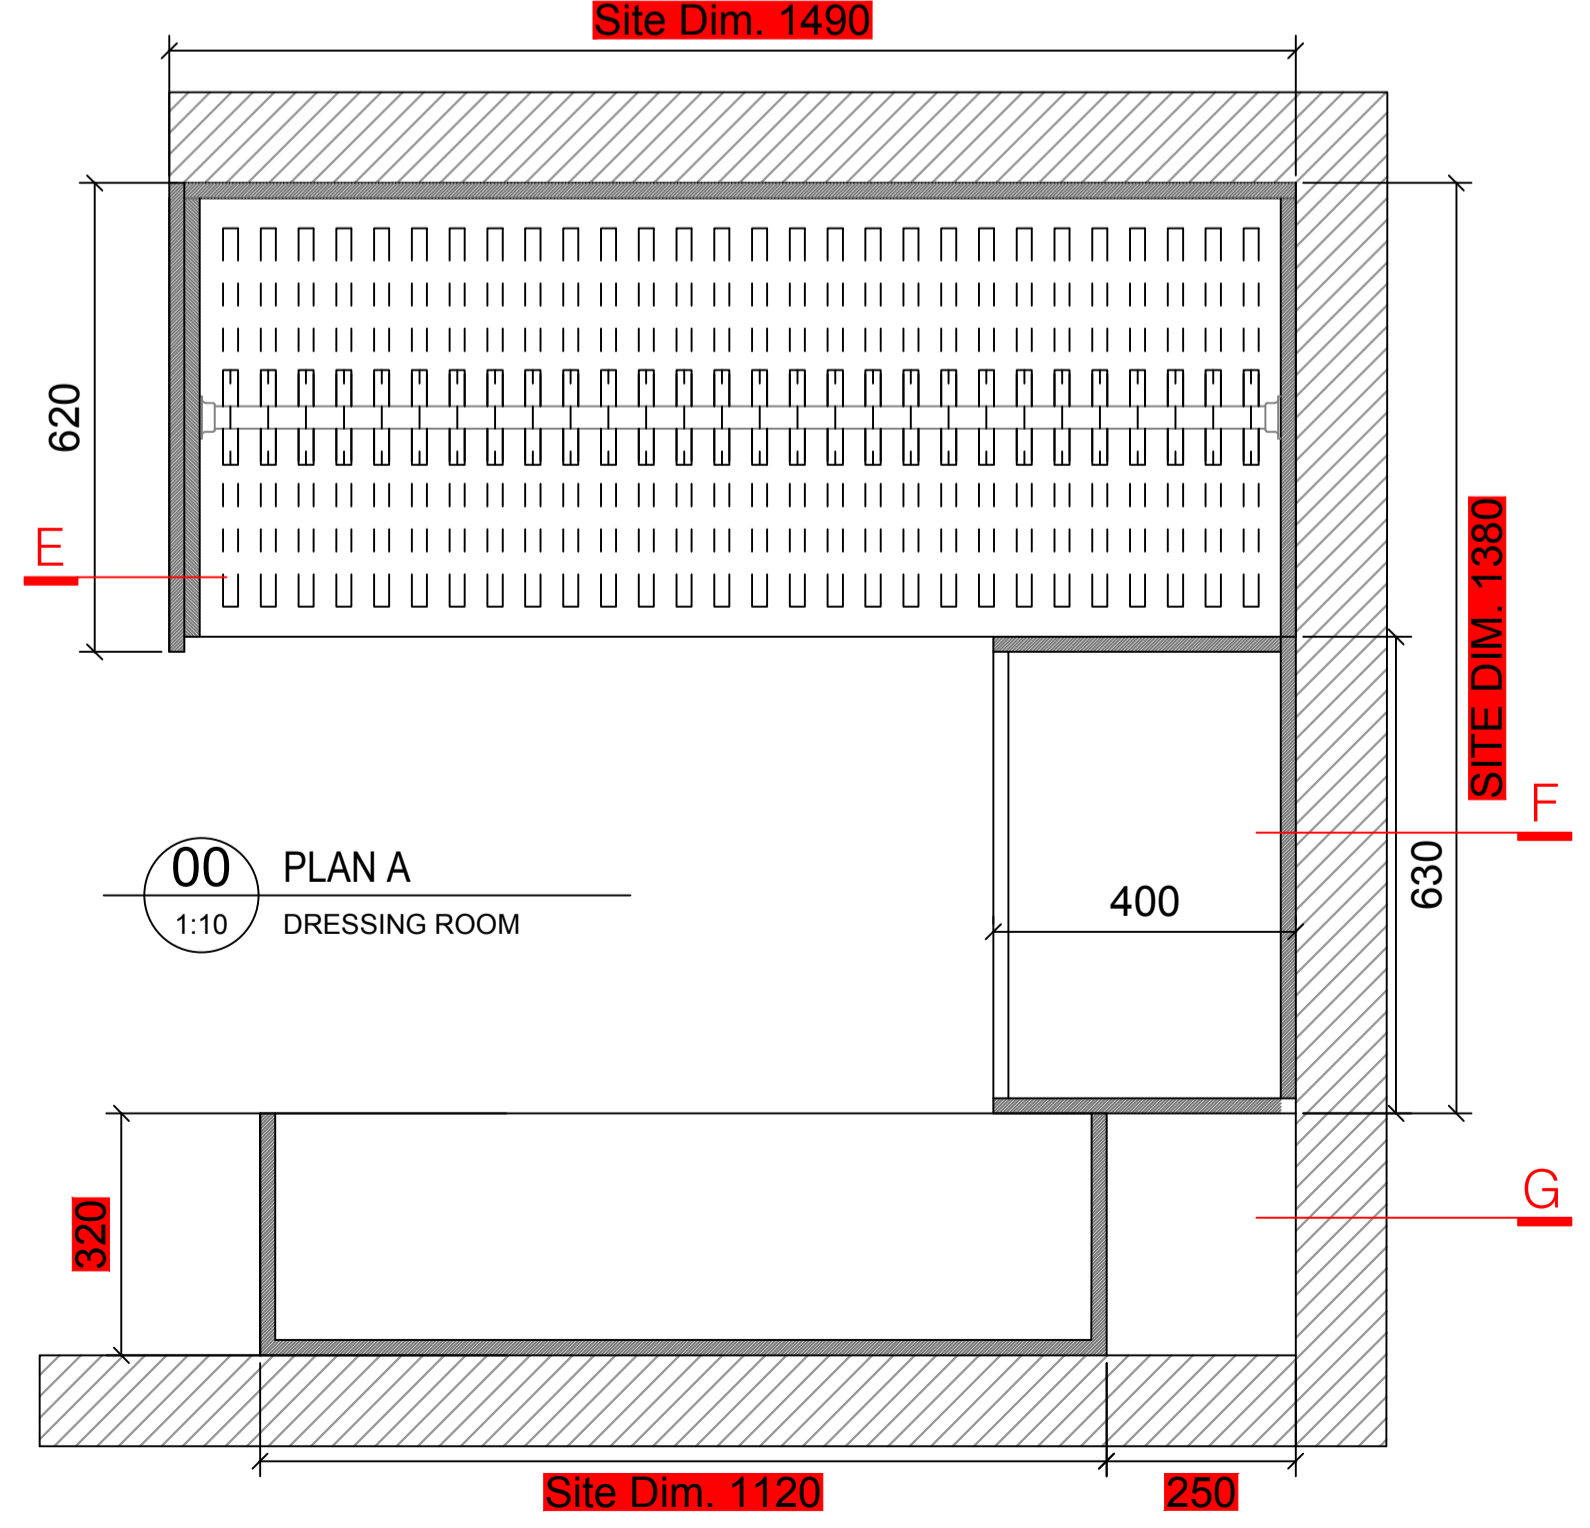 Site Dim. 1490
620
E
SITE DIM. 1380
F
00
PLAN A
1:10
DRESSING ROOM
400
630
320
G
Site Dim. 1120
250